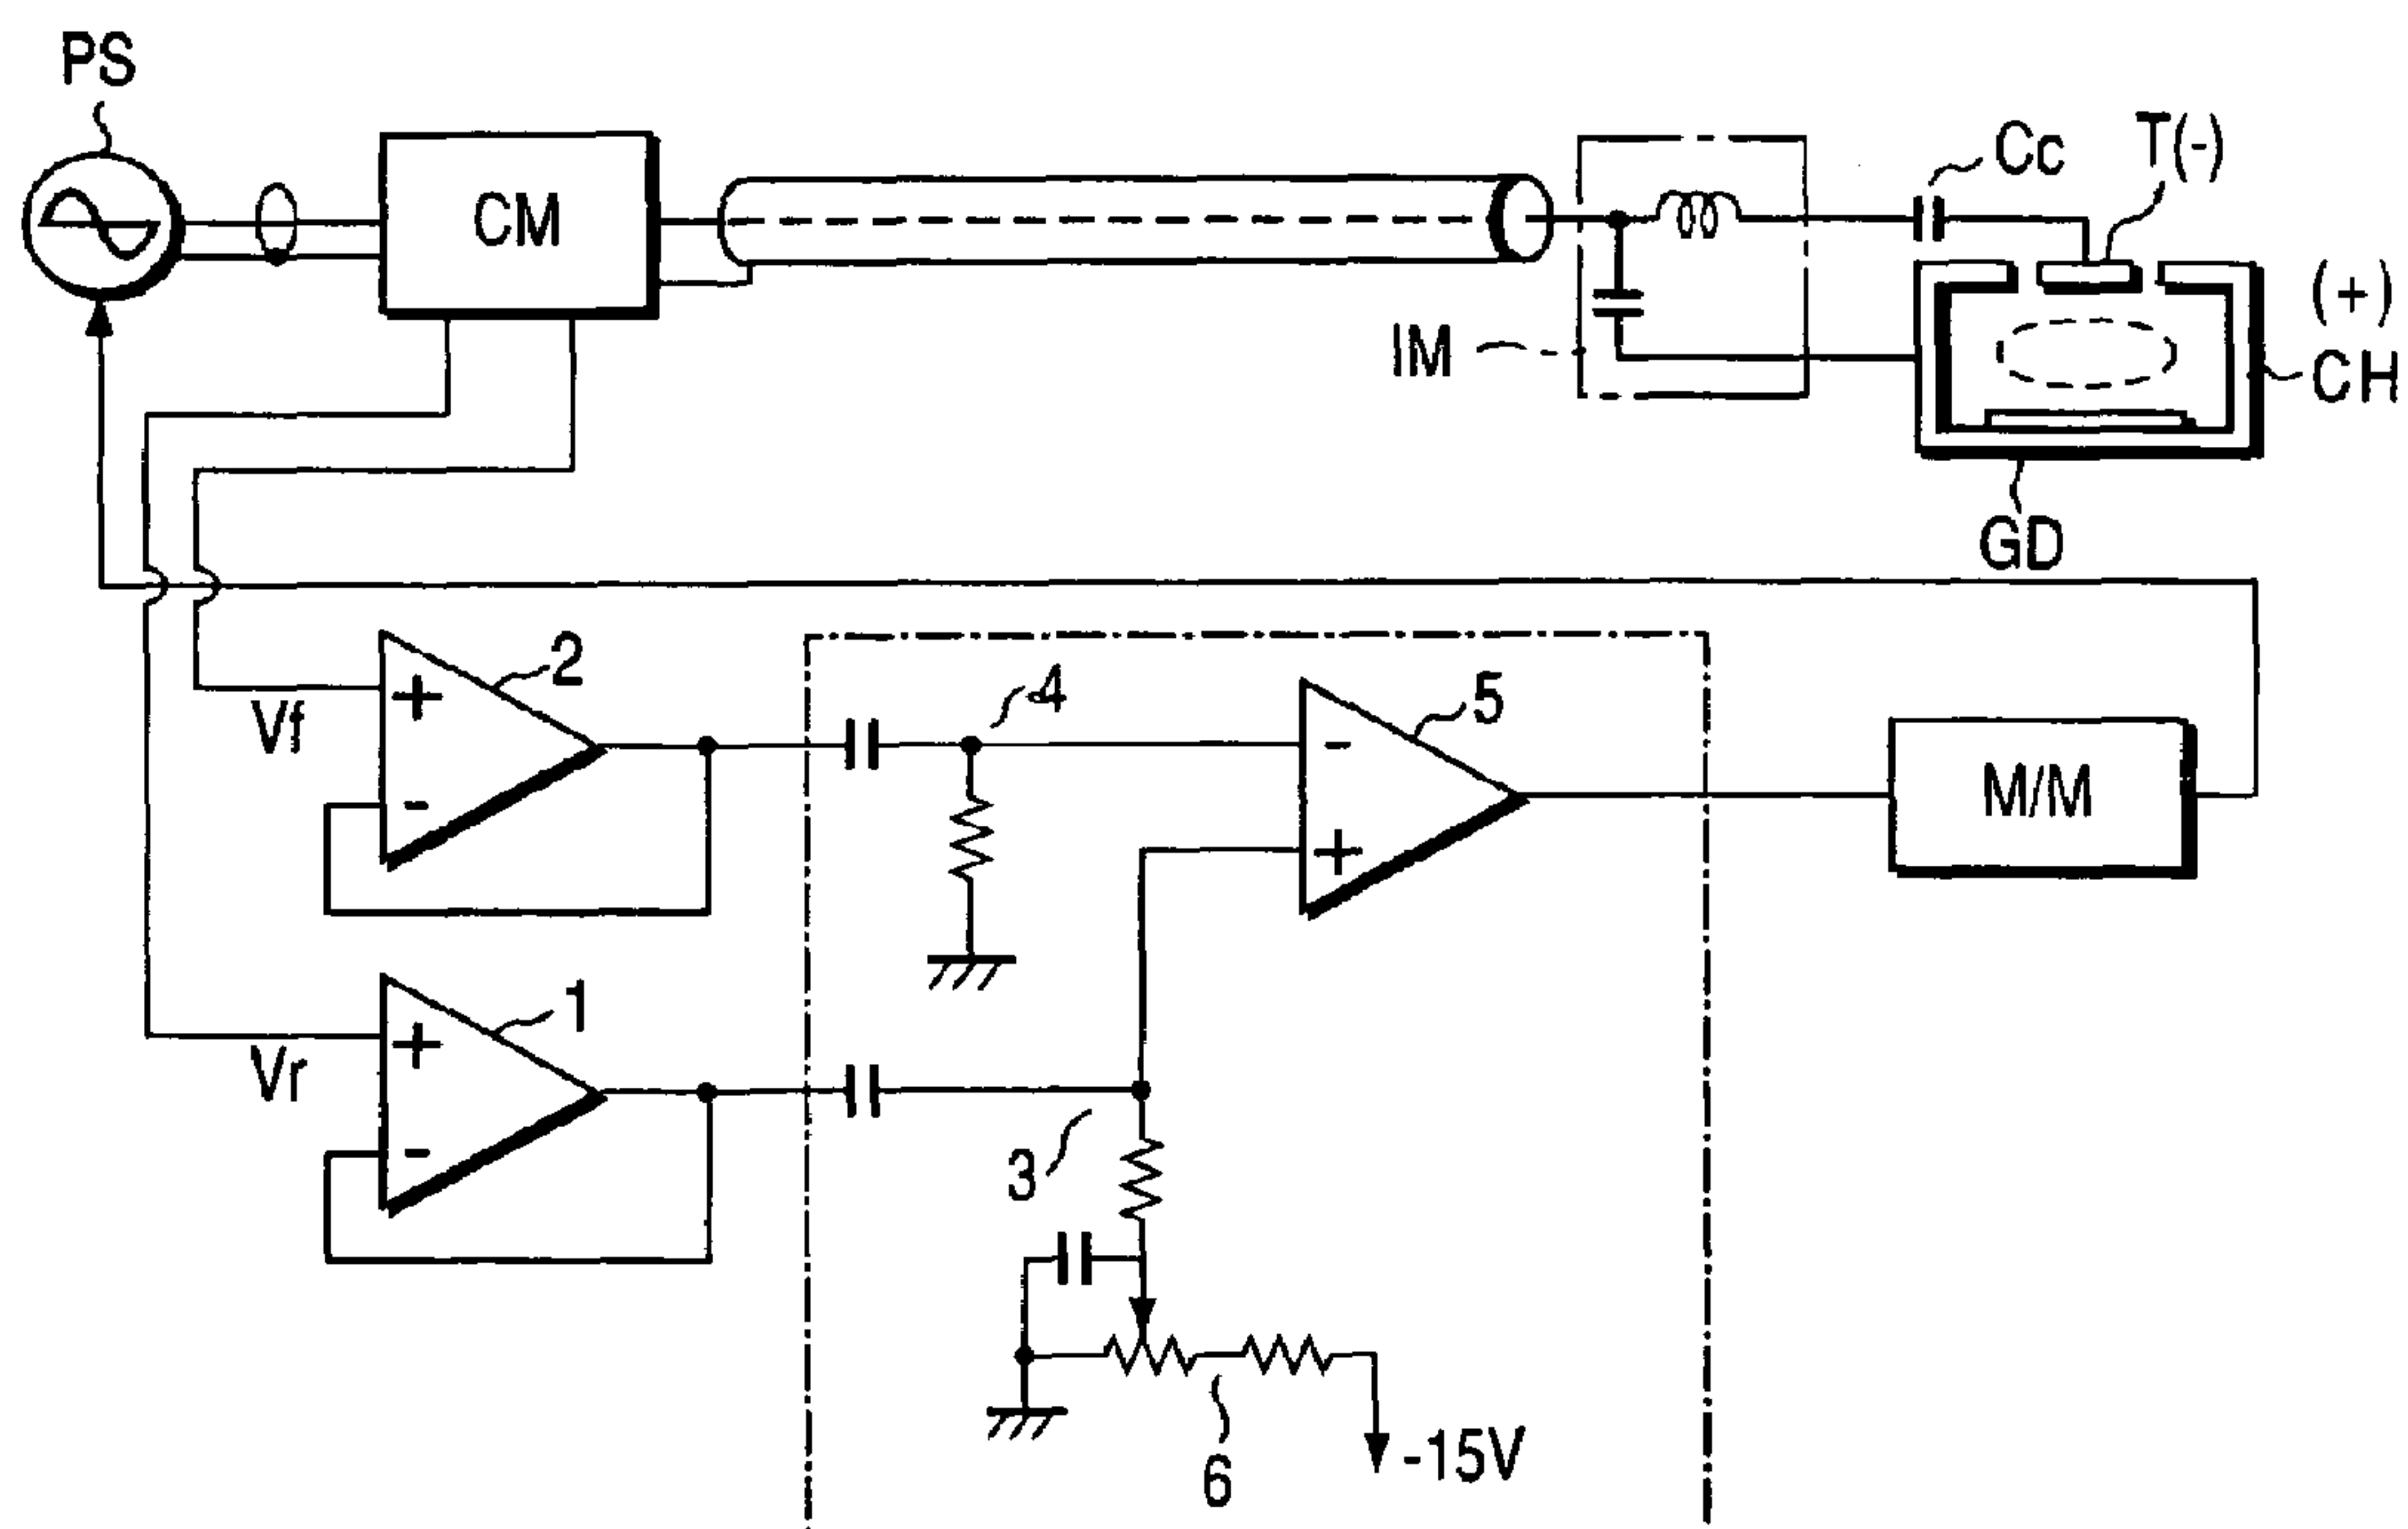 PS
CM
Cc
T(-)
(+)
IM
CH
GD
2
4
5
+
Vf
-
-
M/M
+
1
+
Vr
-
3
6
-15V